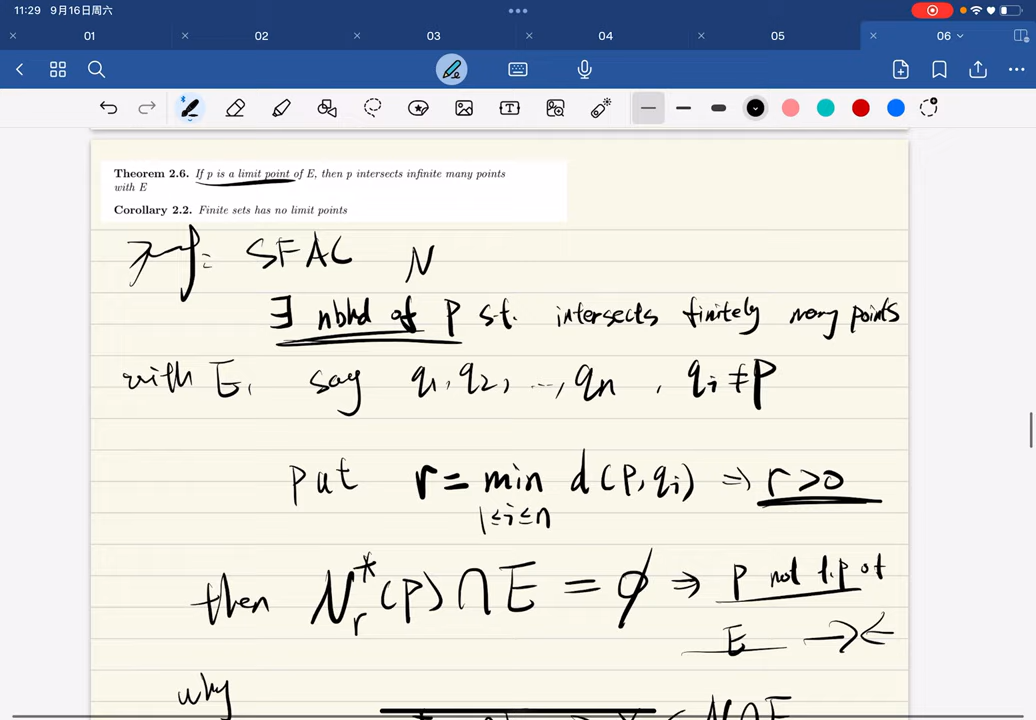 11:29 9月16日周六
01 02 03 04 05 06
Theorem 2.6. If p is a limit point of E, then p intersects infinite many points
with E
Corollary 2.2. Finite sets has no limit points
SFAC N
∃ nbhd of p s.t. intersects finitely many points
with E, say q₁, q₂, ..., qₙ, qᵢ ≠ p
put r = min d(p, qᵢ) ⇒ r > 0
1≤i≤n
then N*ᵣ(p) ∩ E = ∅ ⇒ p not l.p of
E →←
why